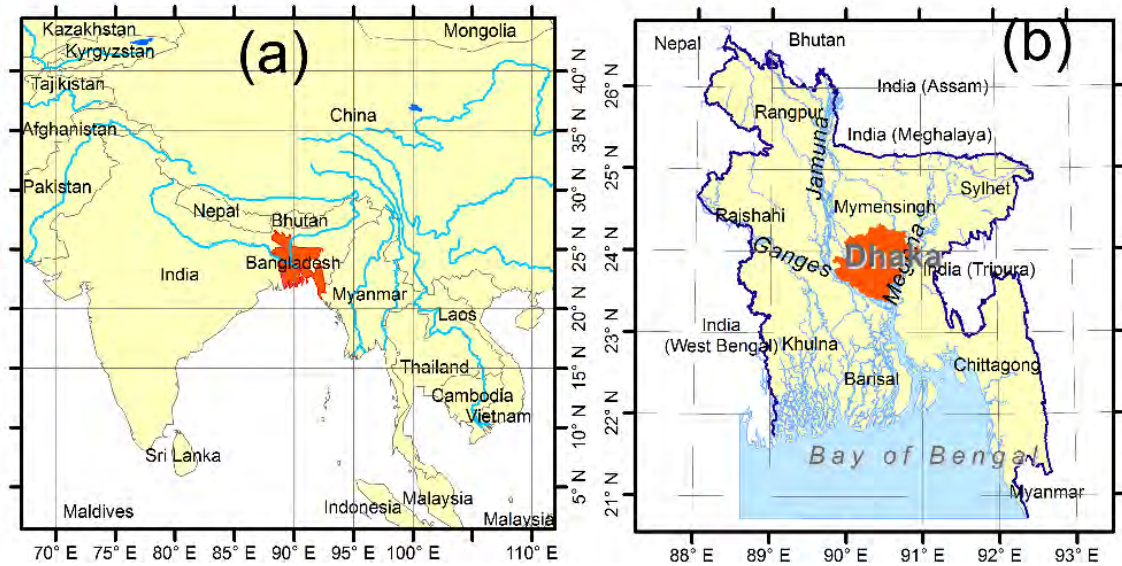 Kazakhstan
Mongolia
(a)
Kyrgyzstan
40° N
Tajikistan
China
Afghanistan
35° N
Pakistan
30° N
Nepal
Bhutan
25° N
India
Bangladesh
Myanmar
20° N
Laos
Thailand
15° N
Cambodia
Vietnam
10° N
Sri Lanka
5° N
Malaysia
Indonesia
Maldives
Malaysia
70° E
75° E
80° E
85° E
90° E
95° E
100° E
110° E
Nepal
Bhutan
(b)
26° N
India (Assam)
Rangpur
India (Meghalaya)
Jamuna
25° N
Sylhet
Rajshahi
Mymensingh
24° N
Ganges
Dhaka
Meghna
India (Tripura)
23° N
India
(West Bengal)
Khulna
Chittagong
Barisal
22° N
Bay of Bengal
21° N
Myanmar
88° E
89° E
90° E
91° E
92° E
93° E